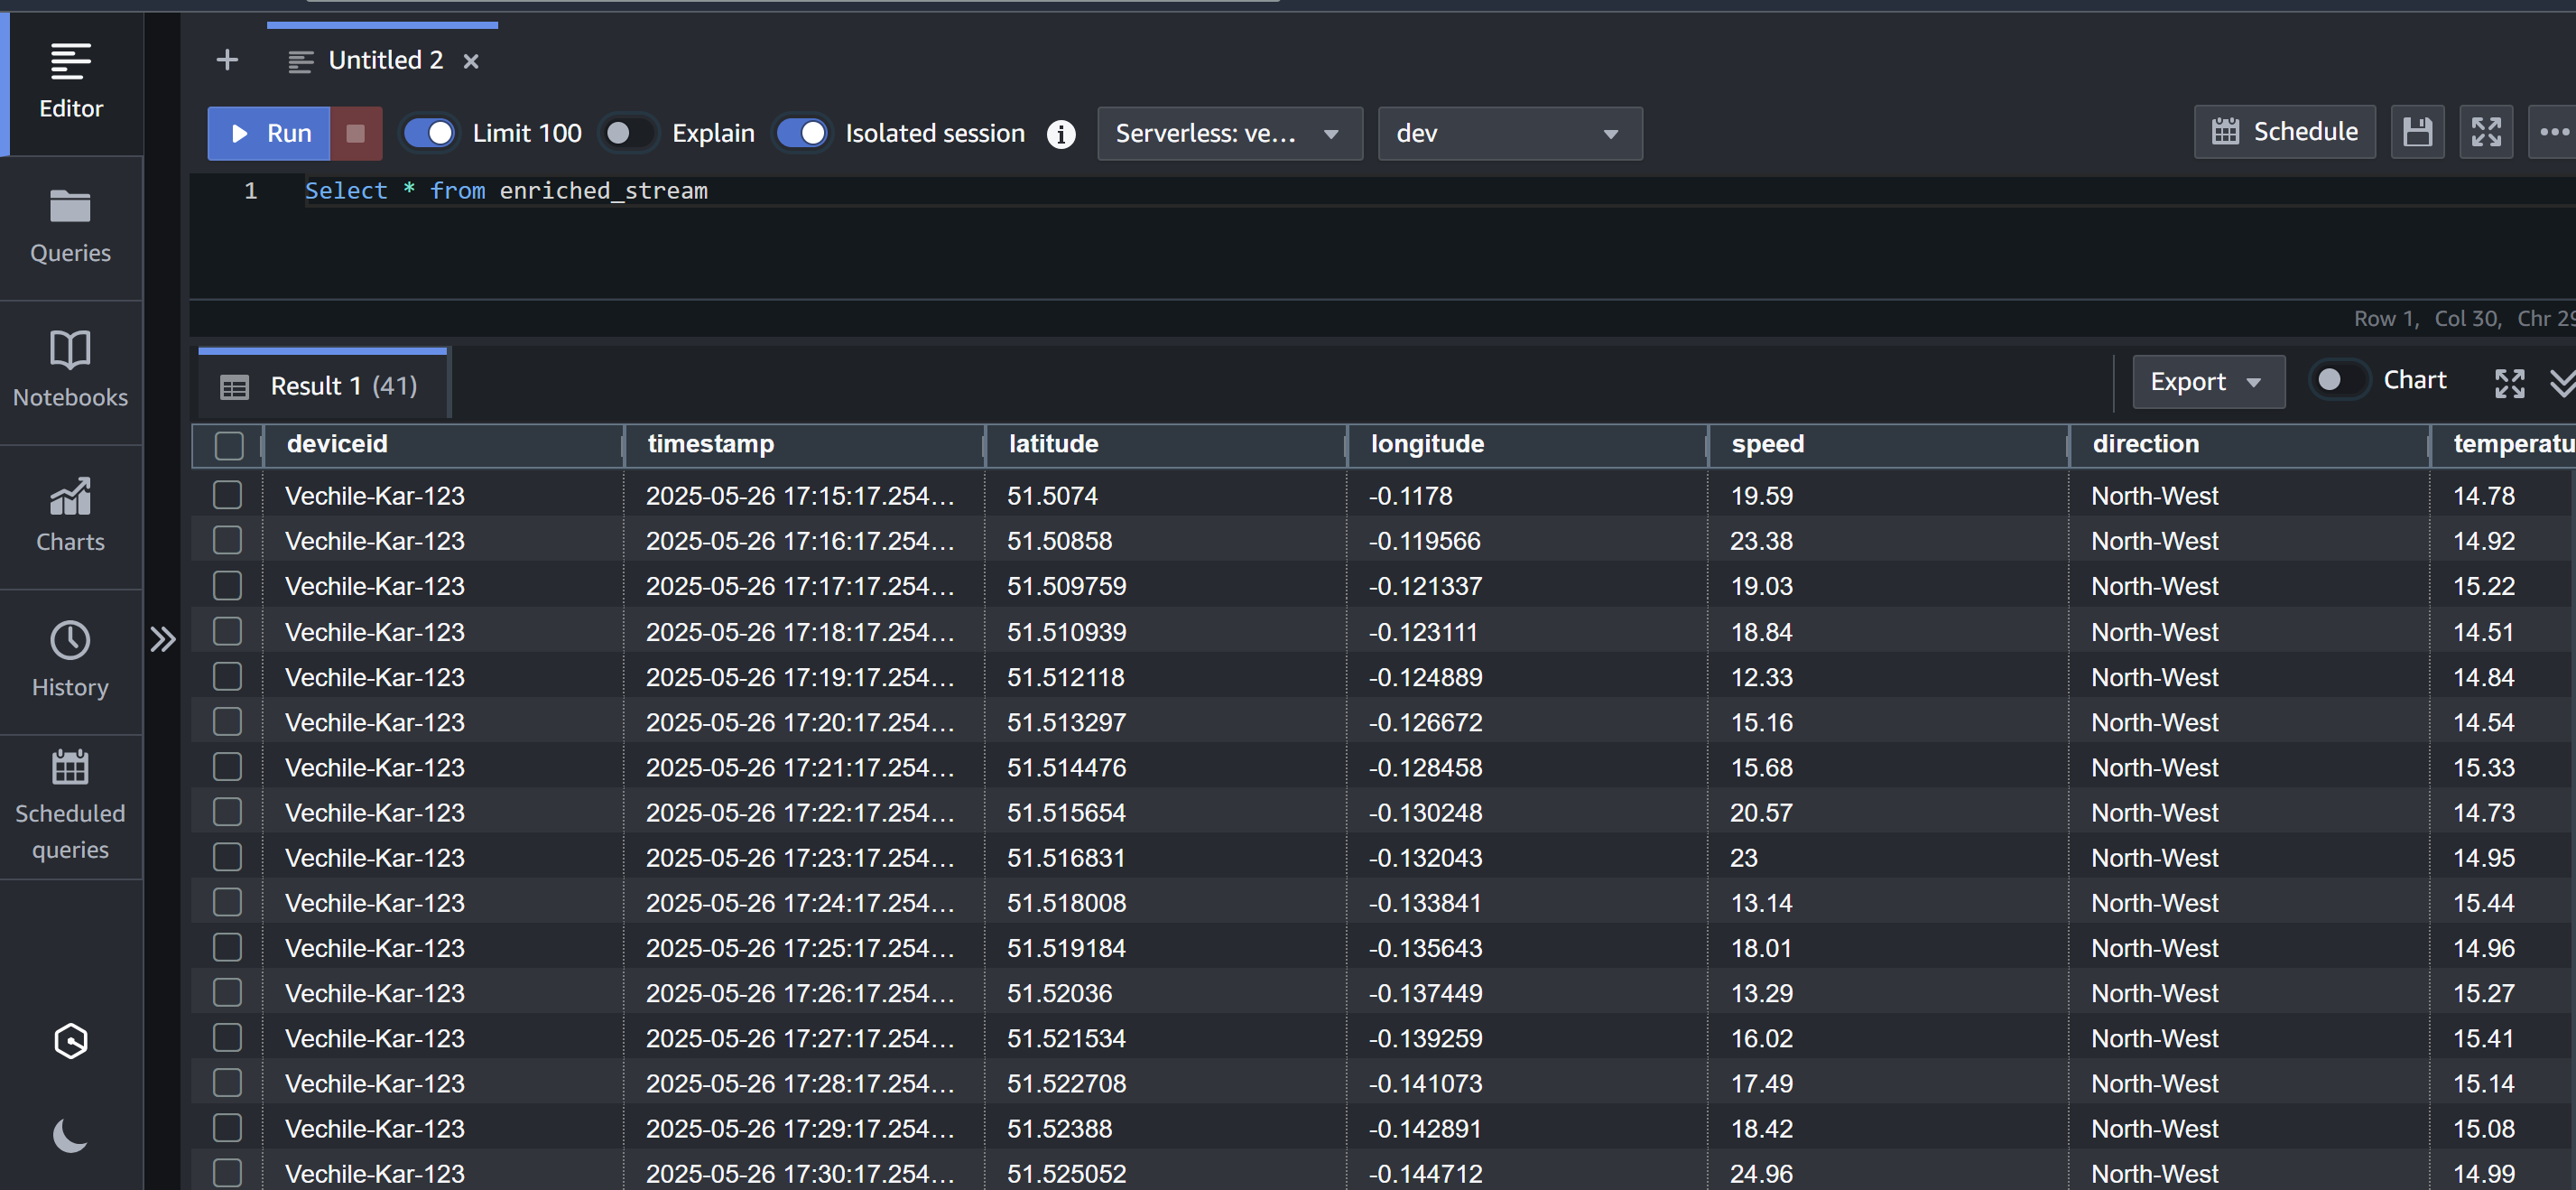 Editor
Queries
Notebooks
Charts
History
Scheduled
queries
Untitled 2
Run
Limit 100
Explain
Isolated session
Serverless: ve...
dev
Schedule
1 Select * from enriched_stream
Row 1, Col 30, Chr 29
Result 1 (41)
Export
Chart
deviceid timestamp latitude longitude speed direction temperatu
Vechile-Kar-123 2025-05-26 17:15:17.254... 51.5074 -0.1178 19.59 North-West 14.78
Vechile-Kar-123 2025-05-26 17:16:17.254... 51.50858 -0.119566 23.38 North-West 14.92
Vechile-Kar-123 2025-05-26 17:17:17.254... 51.509759 -0.121337 19.03 North-West 15.22
Vechile-Kar-123 2025-05-26 17:18:17.254... 51.510939 -0.123111 18.84 North-West 14.51
Vechile-Kar-123 2025-05-26 17:19:17.254... 51.512118 -0.124889 12.33 North-West 14.84
Vechile-Kar-123 2025-05-26 17:20:17.254... 51.513297 -0.126672 15.16 North-West 14.54
Vechile-Kar-123 2025-05-26 17:21:17.254... 51.514476 -0.128458 15.68 North-West 15.33
Vechile-Kar-123 2025-05-26 17:22:17.254... 51.515654 -0.130248 20.57 North-West 14.73
Vechile-Kar-123 2025-05-26 17:23:17.254... 51.516831 -0.132043 23 North-West 14.95
Vechile-Kar-123 2025-05-26 17:24:17.254... 51.518008 -0.133841 13.14 North-West 15.44
Vechile-Kar-123 2025-05-26 17:25:17.254... 51.519184 -0.135643 18.01 North-West 14.96
Vechile-Kar-123 2025-05-26 17:26:17.254... 51.52036 -0.137449 13.29 North-West 15.27
Vechile-Kar-123 2025-05-26 17:27:17.254... 51.521534 -0.139259 16.02 North-West 15.41
Vechile-Kar-123 2025-05-26 17:28:17.254... 51.522708 -0.141073 17.49 North-West 15.14
Vechile-Kar-123 2025-05-26 17:29:17.254... 51.52388 -0.142891 18.42 North-West 15.08
Vechile-Kar-123 2025-05-26 17:30:17.254... 51.525052 -0.144712 24.96 North-West 14.99